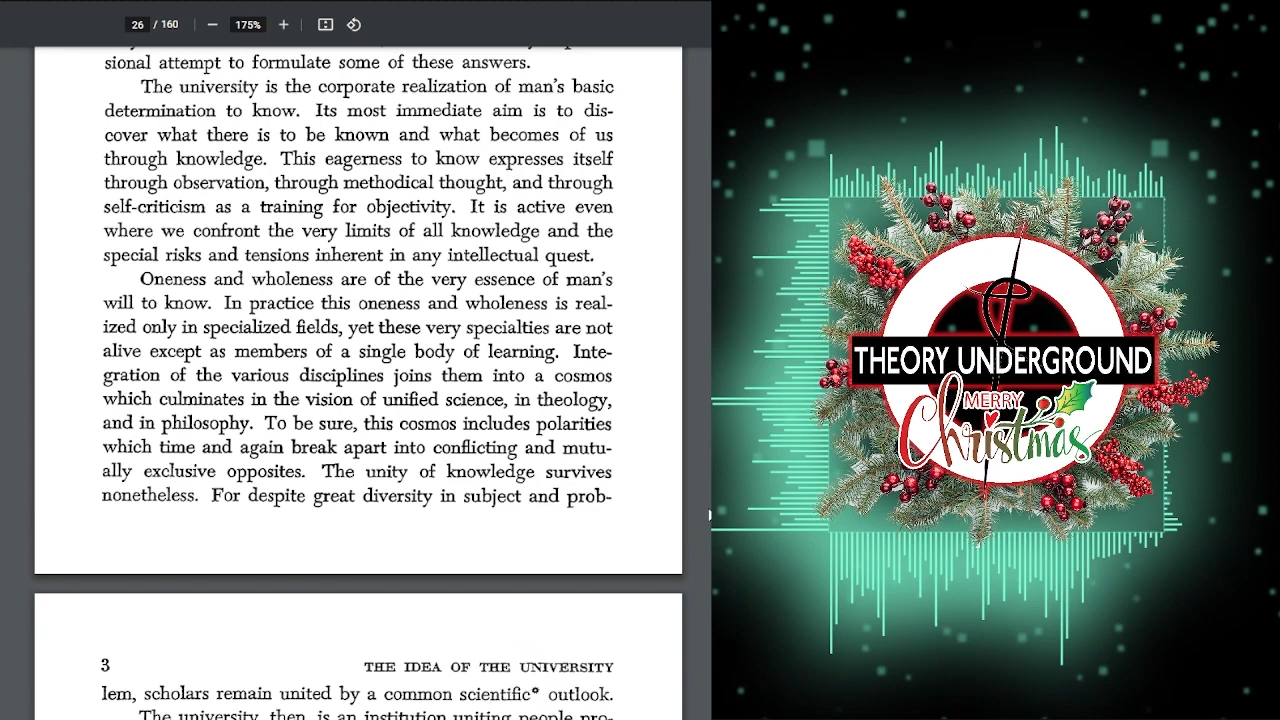 26 / 160
175%
sional attempt to formulate some of these answers.
The university is the corporate realization of man's basic
determination to know. Its most immediate aim is to dis-
cover what there is to be known and what becomes of us
through knowledge. This eagerness to know expresses itself
through observation, through methodical thought, and through
self-criticism as a training for objectivity. It is active even
where we confront the very limits of all knowledge and the
special risks and tensions inherent in any intellectual quest.
Oneness and wholeness are of the very essence of man's
will to know. In practice this oneness and wholeness is real-
ized only in specialized fields, yet these very specialties are not
alive except as members of a single body of learning. Inte-
gration of the various disciplines joins them into a cosmos
which culminates in the vision of unified science, in theology,
and in philosophy. To be sure, this cosmos includes polarities
which time and again break apart into conflicting and mutu-
ally exclusive opposites. The unity of knowledge survives
nonetheless. For despite great diversity in subject and prob-
3 THE IDEA OF THE UNIVERSITY
lem, scholars remain united by a common scientific* outlook.
The university, then, is an institution uniting people pro-
THEORY UNDERGROUND
MERRY
Christmas